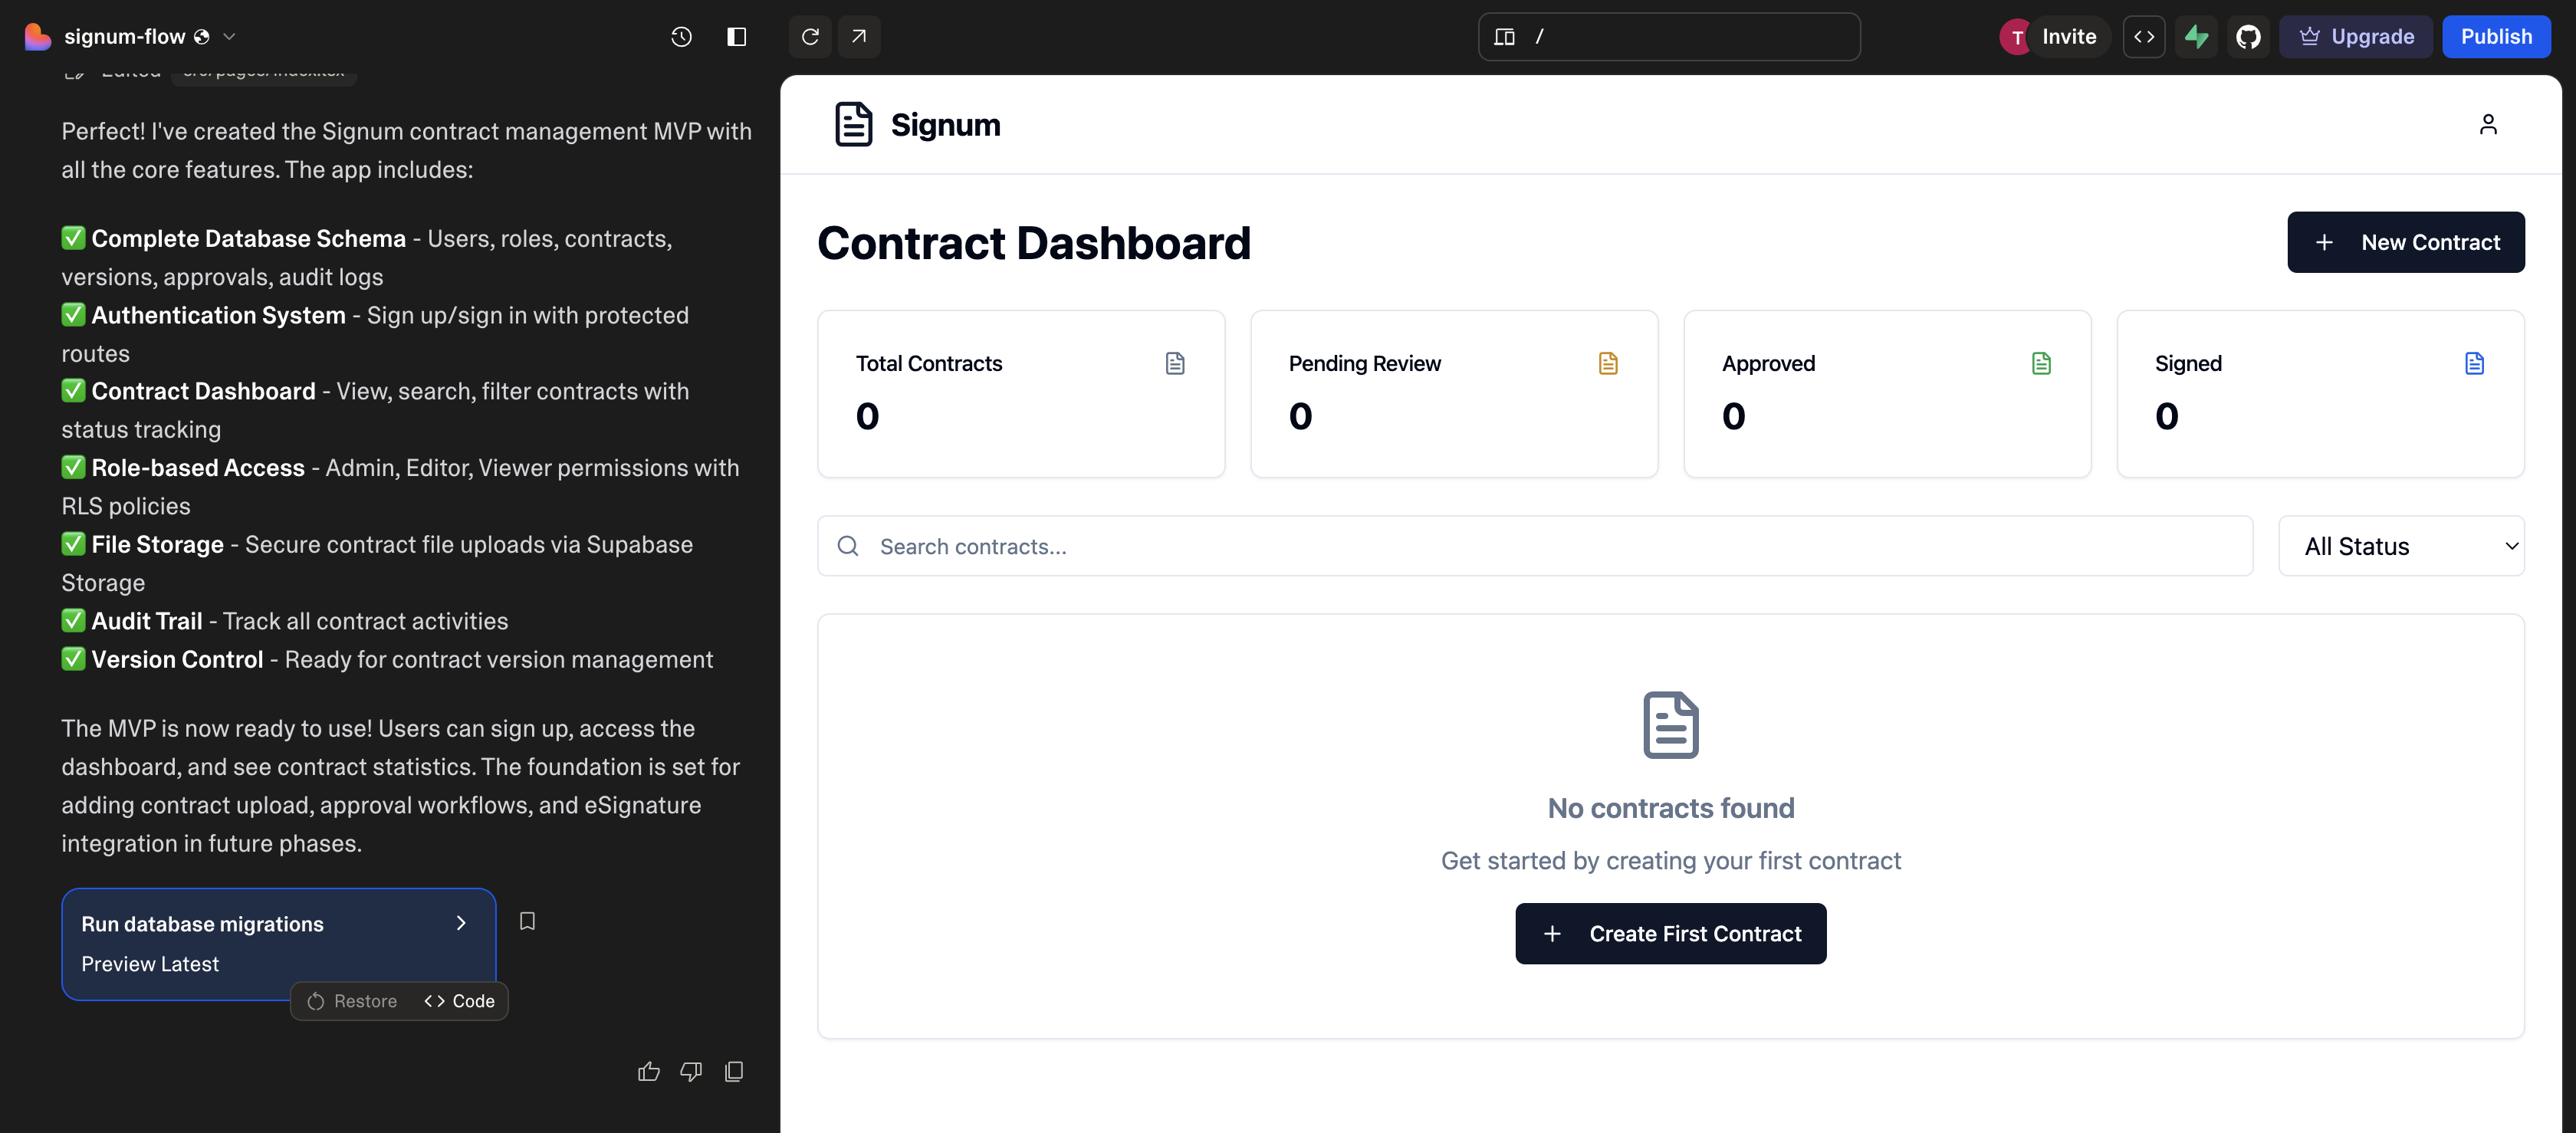 signum-flow
/
T
Invite
Upgrade
Publish
Edited src/pages/Index.tsx
Perfect! I've created the Signum contract management MVP with
all the core features. The app includes:
✅ Complete Database Schema - Users, roles, contracts,
versions, approvals, audit logs
✅ Authentication System - Sign up/sign in with protected
routes
✅ Contract Dashboard - View, search, filter contracts with
status tracking
✅ Role-based Access - Admin, Editor, Viewer permissions with
RLS policies
✅ File Storage - Secure contract file uploads via Supabase
Storage
✅ Audit Trail - Track all contract activities
✅ Version Control - Ready for contract version management
The MVP is now ready to use! Users can sign up, access the
dashboard, and see contract statistics. The foundation is set for
adding contract upload, approval workflows, and eSignature
integration in future phases.
Run database migrations
Preview Latest
Restore
Code
Signum
Contract Dashboard
+ New Contract
Total Contracts
0
Pending Review
0
Approved
0
Signed
0
Search contracts...
All Status
No contracts found
Get started by creating your first contract
+ Create First Contract